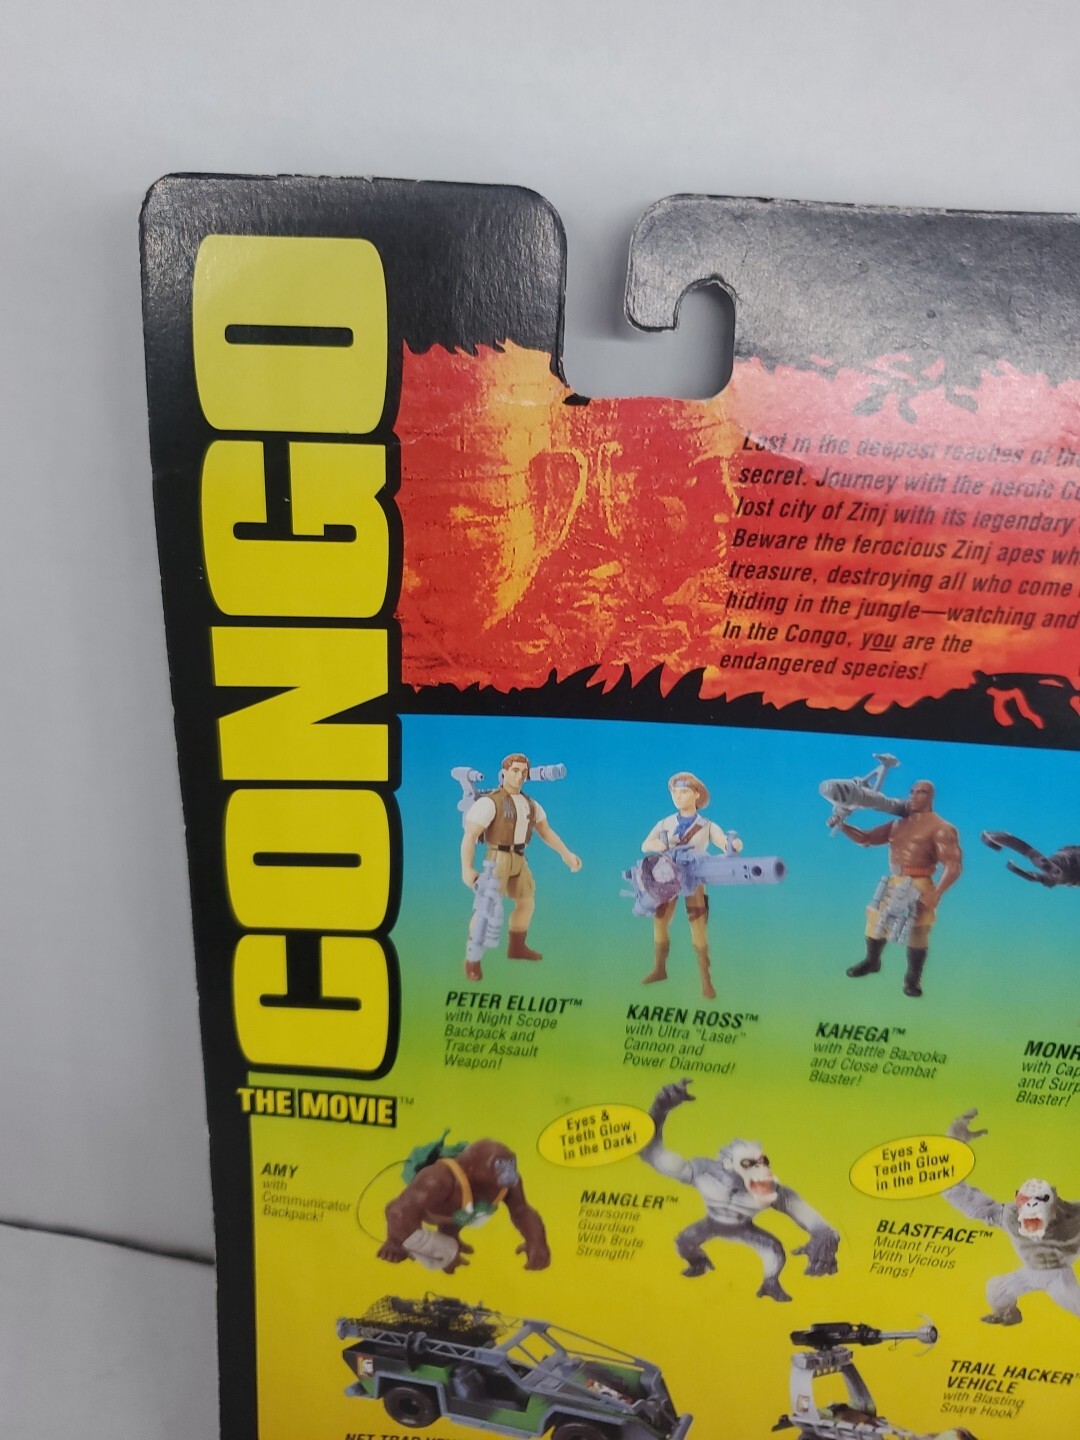 CONGO
THE MOVIE™
Lost in the deepest reaches of the
secret. Journey with the heroic
lost city of Zinj with its legendary
Beware the ferocious Zinj apes
treasure, destroying all who come
hiding in the jungle—watching and
In the Congo, you are the
endangered species!
PETER ELLIOT™
with Night Scope
Backpack and
Tracer Assault
Weapon!
KAREN ROSS™
with Ultra "Laser"
Cannon and
Power Diamond!
KAHEGA™
with Battle Bazooka
and Close Combat
Blaster!
with
and
Blaster!
AMY
with
Communicator
Backpack!
Eyes &
Teeth Glow
in the Dark!
MANGLER™
Fearsome
Guardian
With Brute
Strength!
Eyes &
Teeth Glow
in the Dark!
BLASTFACE™
Mutant Fury
With Vicious
Fangs!
TRAIL HACKER™
VEHICLE
with Blasting
Snare Hook!
NET TRAP